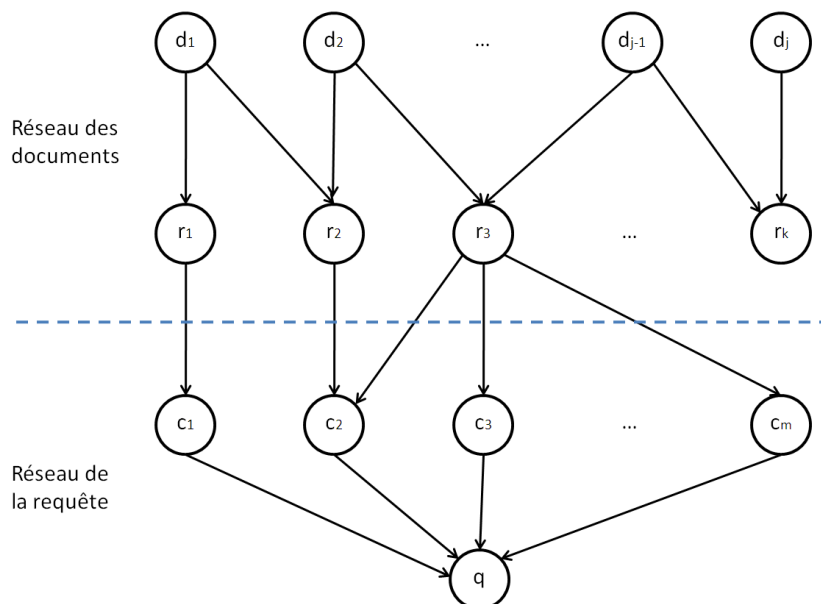 d1 d2 ... dj-1 dj
Réseau des
documents
r1 r2 r3 ... rk
c1 c2 c3 ... cm
Réseau de
la requête
q